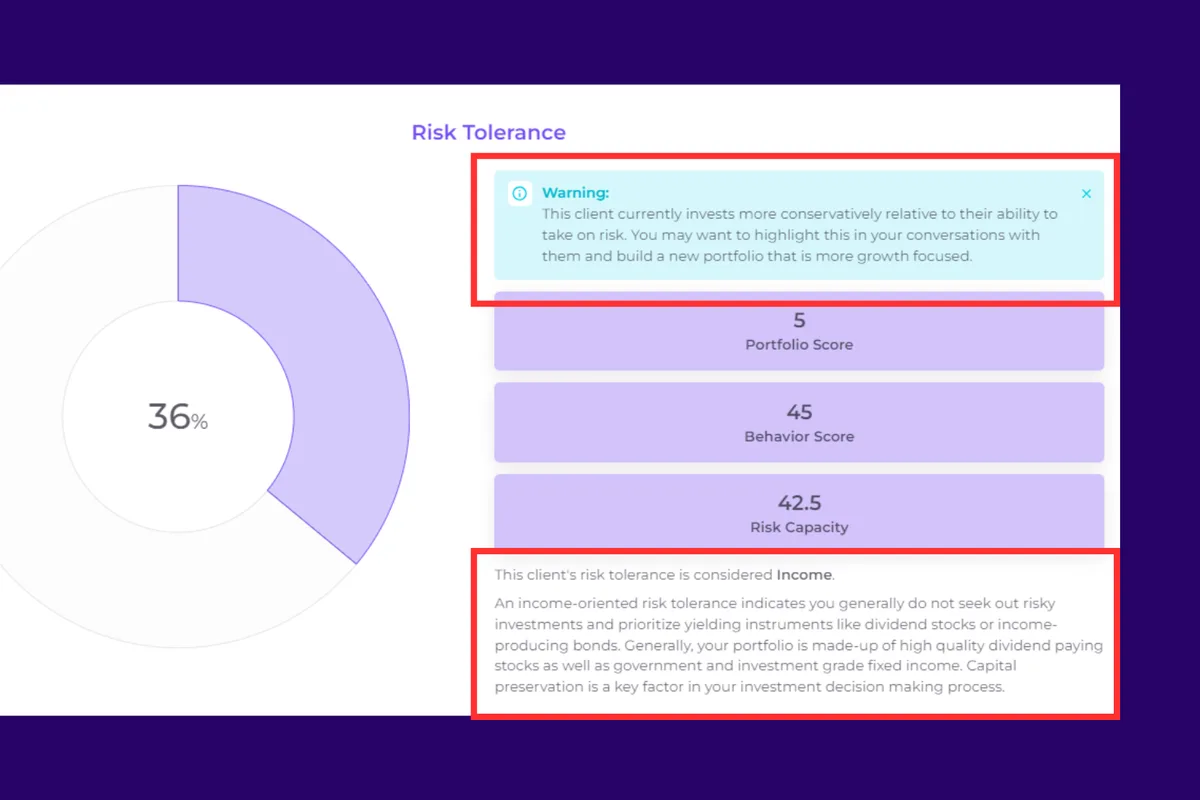 Risk Tolerance
Warning:
This client currently invests more conservatively relative to their ability to
take on risk. You may want to highlight this in your conversations with
them and build a new portfolio that is more growth focused.
36%
5
Portfolio Score
45
Behavior Score
42.5
Risk Capacity
This client's risk tolerance is considered Income.
An income-oriented risk tolerance indicates you generally do not seek out risky
investments and prioritize yielding instruments like dividend stocks or income-
producing bonds. Generally, your portfolio is made-up of high quality dividend paying
stocks as well as government and investment grade fixed income. Capital
preservation is a key factor in your investment decision making process.